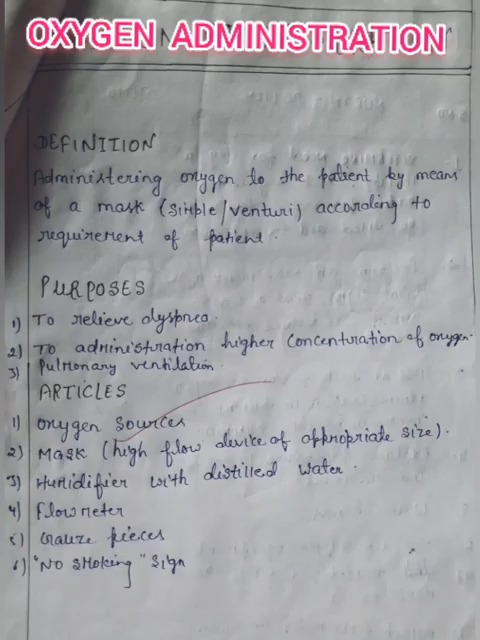 OXYGEN ADMINISTRATION
DEFINITION
Administering oxygen to the patient by means
of a mask (simple/venturi) according to
requirement of patient.
PURPOSES
1) To relieve dyspnea.
2) To administration higher concentration of oxygen.
3) Pulmonary ventilation.
ARTICLES
1) Oxygen sources
2) Mask (high flow device of appropriate size).
3) Humidifier with distilled water.
4) Flowmeter
5) Gauze pieces
6) "No smoking" sign